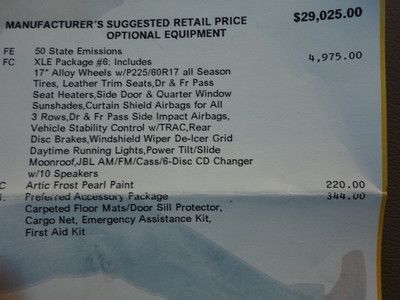 MANUFACTURER'S SUGGESTED RETAIL PRICE $29,025.00
OPTIONAL EQUIPMENT
FE 50 State Emissions
FC XLE Package #6: Includes 4,975.00
17" Alloy Wheels w/P225/60R17 all Season
Tires, Leather Trim Seats,Dr & Fr Pass
Seat Heaters,Side Door & Quarter Window
Sunshades,Curtain Shield Airbags for All
3 Rows,Dr & Fr Pass Side Impact Airbags,
Vehicle Stability Control w/TRAC,Rear
Disc Brakes,Windshield Wiper De-Icer Grid
Daytime Running Lights,Power Tilt/Slide
Moonroof,JBL AM/FM/Cass/6-Disc CD Changer
w/10 Speakers
C Artic Frost Pearl Paint 220.00
Preferred Accessory Package 344.00
Carpeted Floor Mats/Door Sill Protector,
Cargo Net, Emergency Assistance Kit,
First Aid Kit